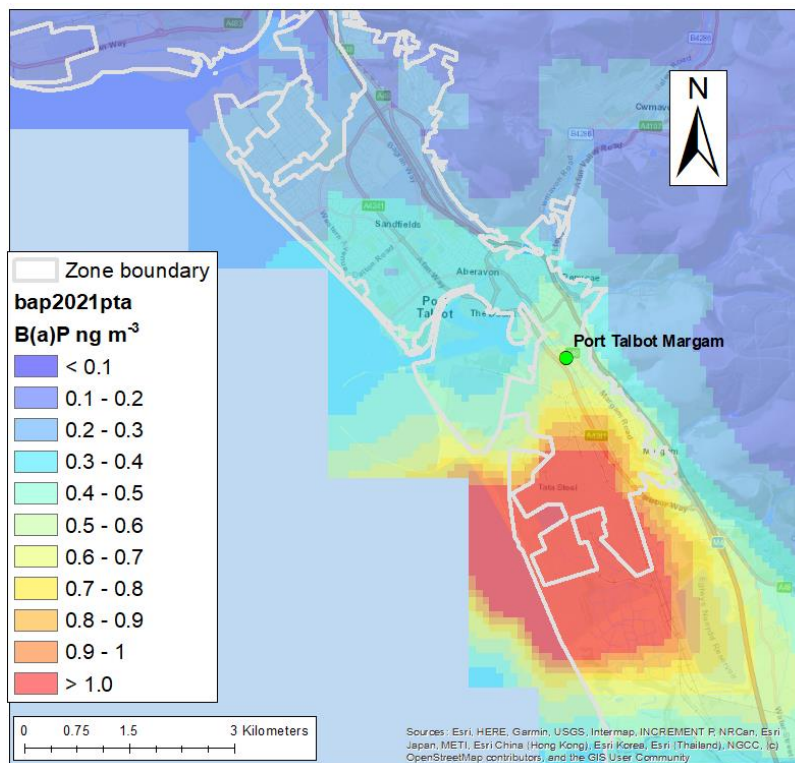 B4286
N
Cwmavon
B4286
Sandfields
Aberavon
Port
Talbot
Port Talbot Margam
Margam Road
Tata Steel
Zone boundary
bap2021pta
B(a)P ng m-3
< 0.1
0.1 - 0.2
0.2 - 0.3
0.3 - 0.4
0.4 - 0.5
0.5 - 0.6
0.6 - 0.7
0.7 - 0.8
0.8 - 0.9
0.9 - 1
> 1.0
0 0.75 1.5 3 Kilometers
Sources: Esri, HERE, Garmin, USGS, Intermap, INCREMENT P, NRCan, Esri
Japan, METI, Esri China (Hong Kong), Esri Korea, Esri (Thailand), NGCC, (c)
OpenStreetMap contributors, and the GIS User Community